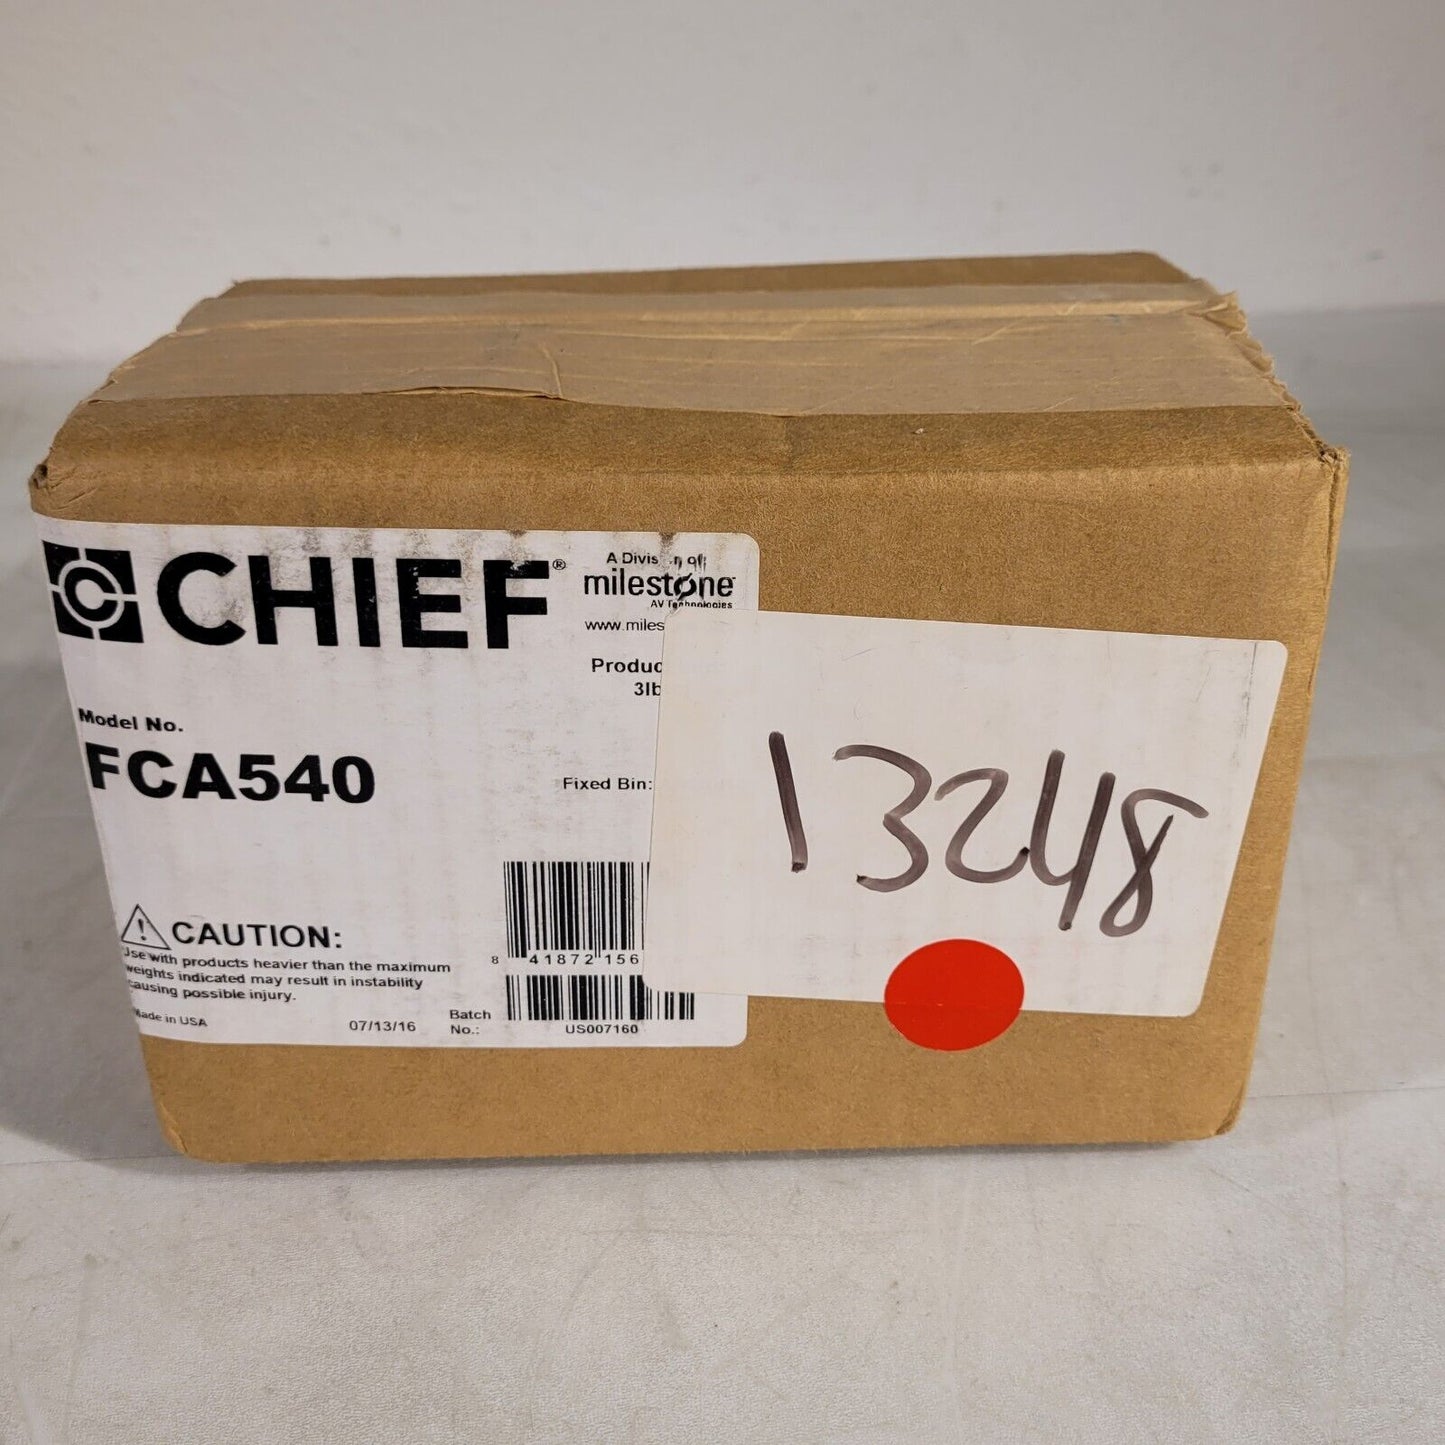 CHIEF®
A Division of:
milestone
AV Technologies
www.miles
Produc
3lb
Model No.
FCA540
Fixed Bin:
13248
CAUTION:
Use with products heavier than the maximum
weights indicated may result in instability
causing possible injury.
8 41872 156
Made in USA
07/13/16
Batch
No.:
US007160